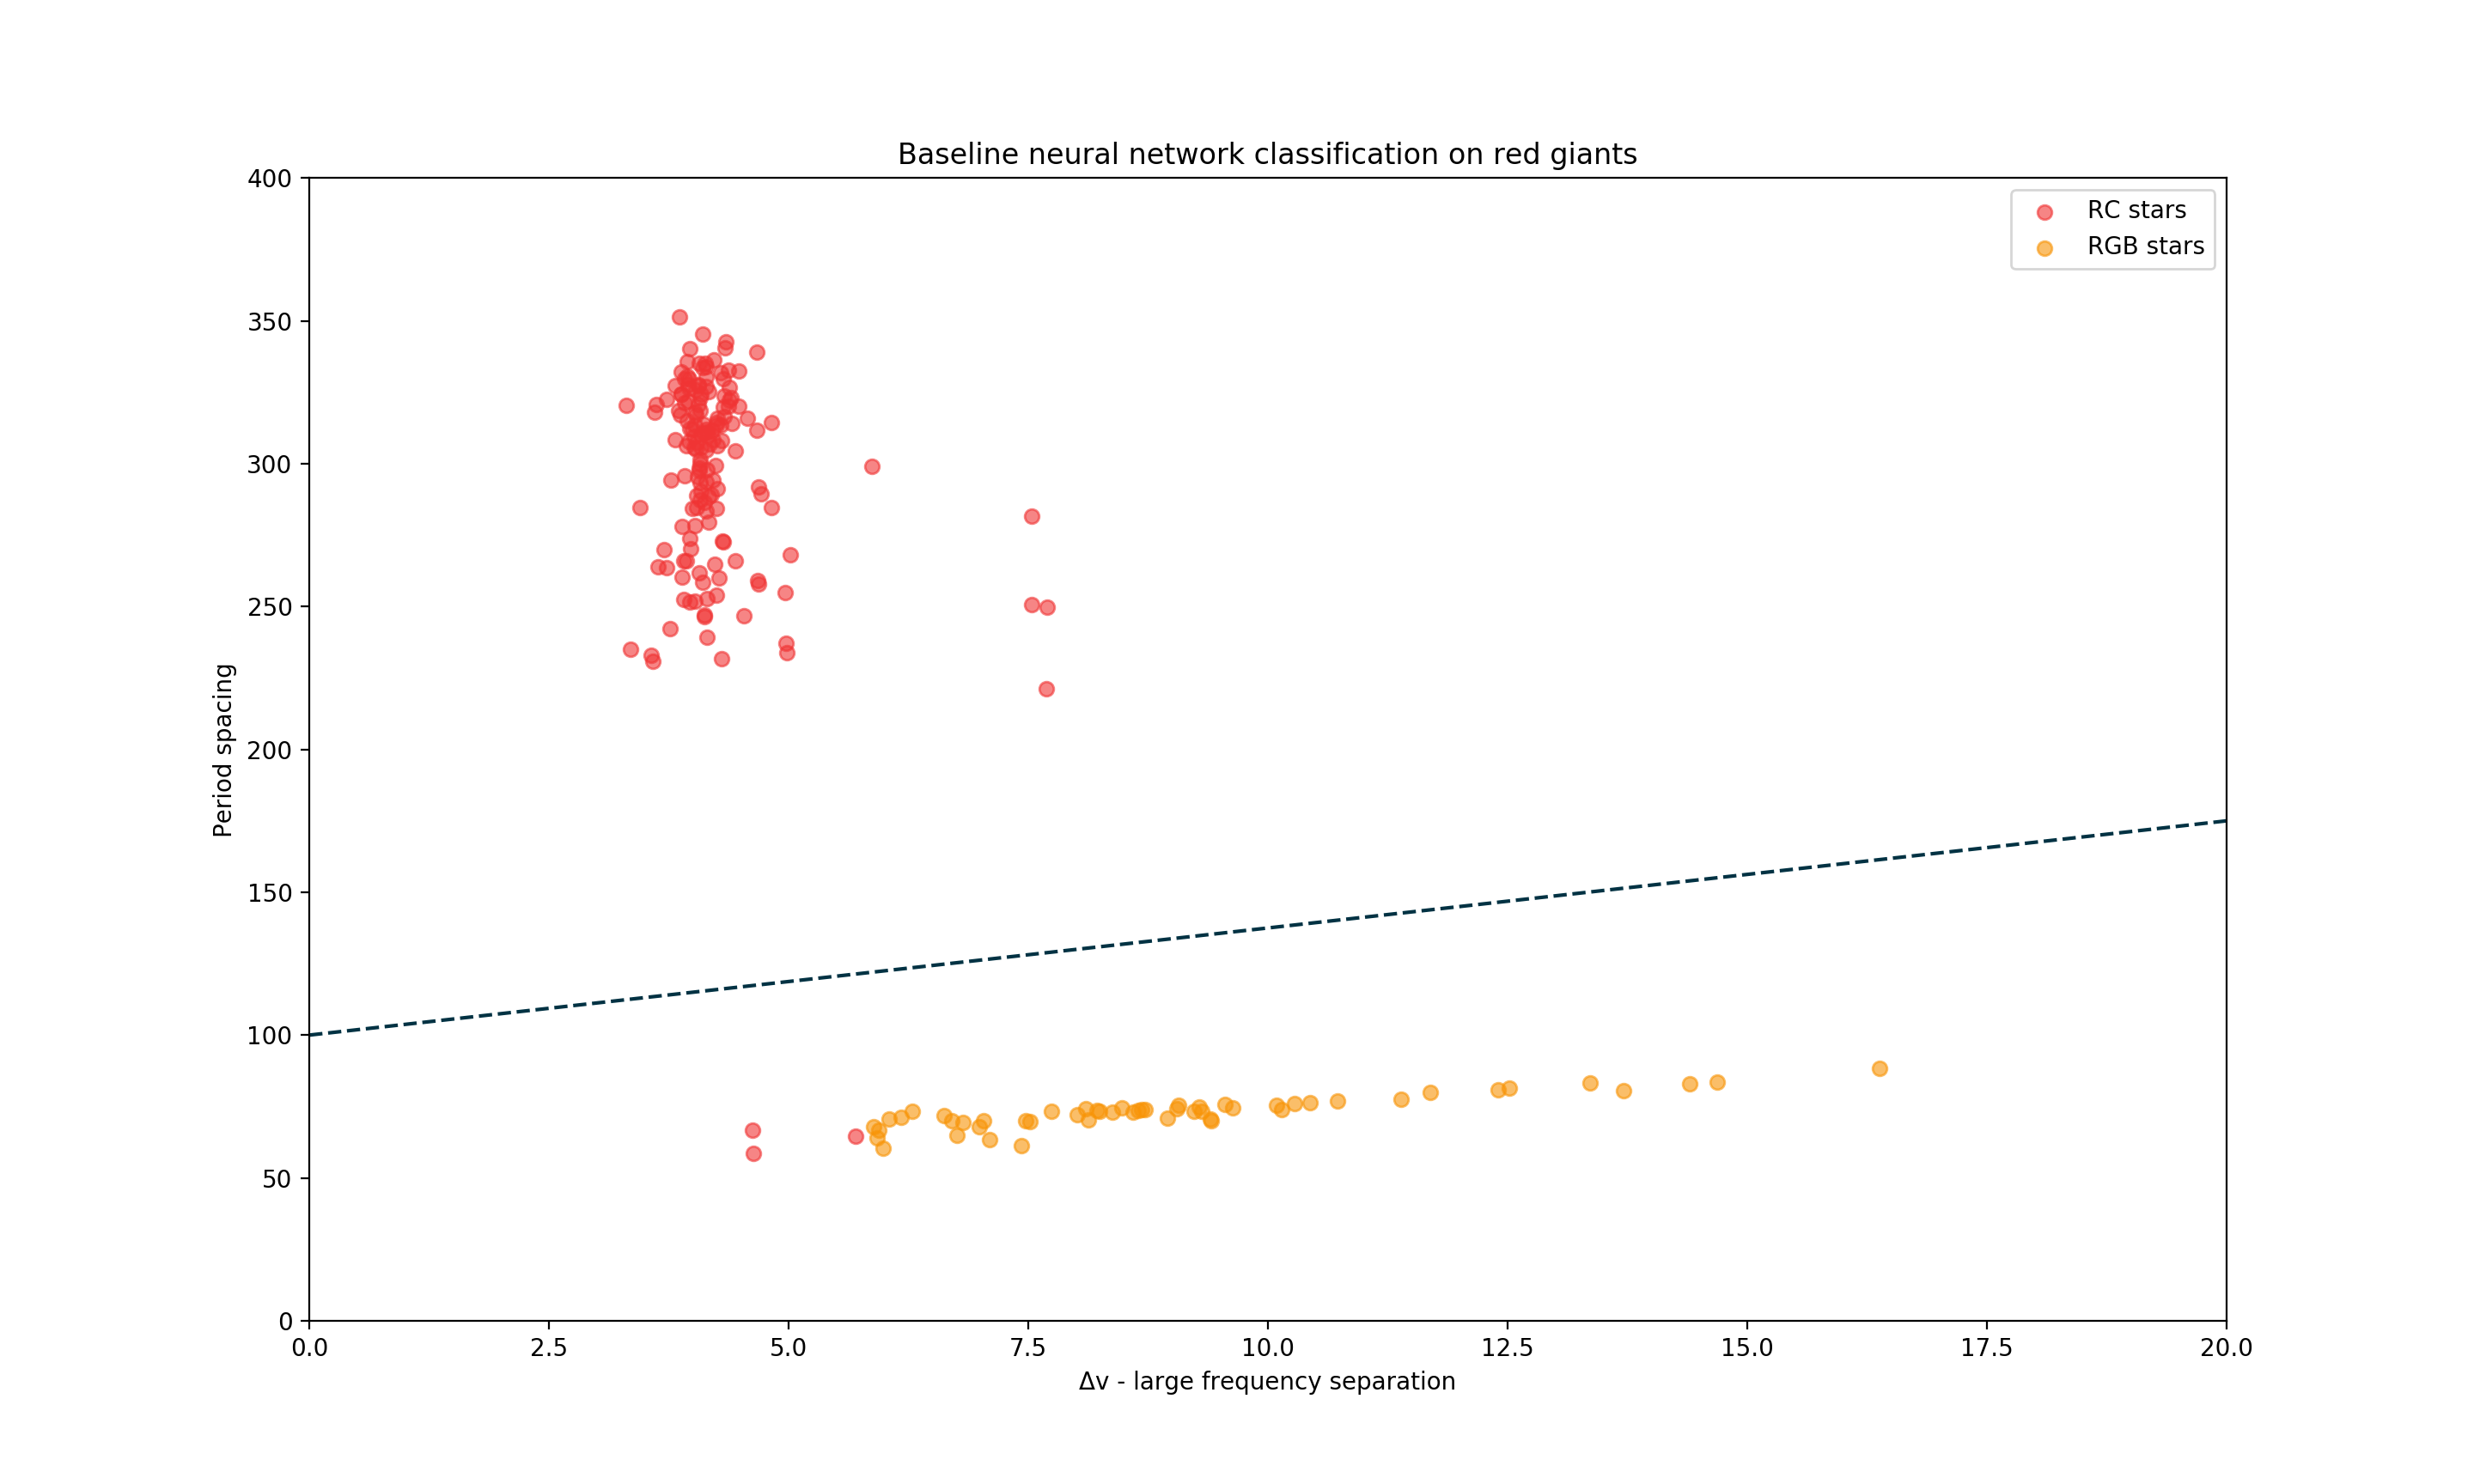 Baseline neural network classification on red giants
RC stars
RGB stars
400
350
300
250
200
150
100
50
0
Period spacing
0.0 2.5 5.0 7.5 10.0 12.5 15.0 17.5 20.0
Δv - large frequency separation